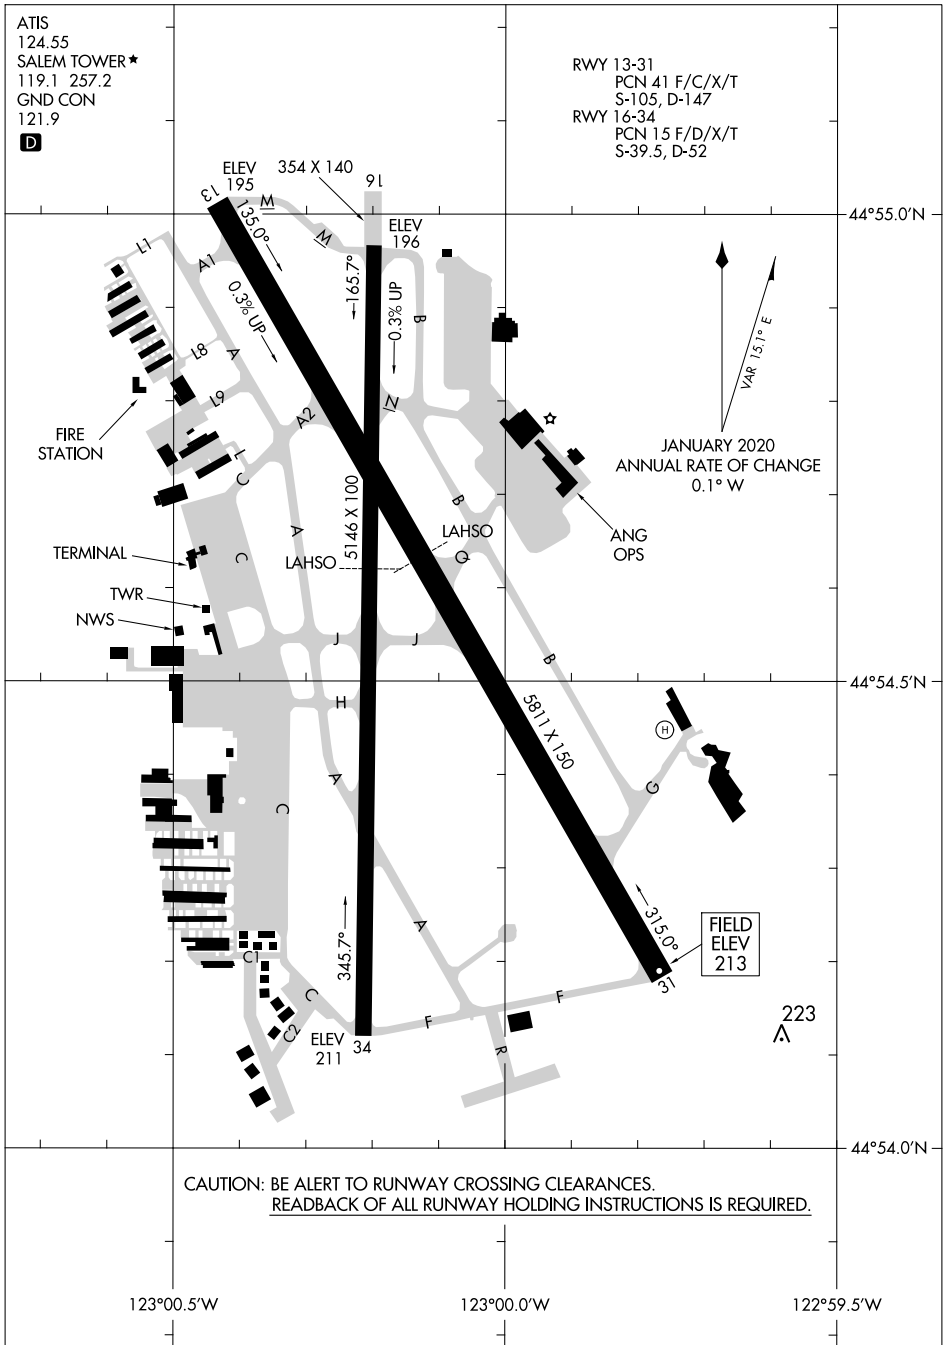 ATIS
124.55
SALEM TOWER ★
119.1 257.2
GND CON
121.9
D
RWY 13-31
PCN 41 F/C/X/T
S-105, D-147
RWY 16-34
PCN 15 F/D/X/T
S-39.5, D-52
ELEV
195
354 X 140
13
16
M
135.0°
M
ELEV
196
44°55.0'N
L1
A1
165.7°
0.3% UP
0.3% UP
B
VAR 15.1° E
L8
A
L9
A2
Z
FIRE
STATION
JANUARY 2020
ANNUAL RATE OF CHANGE
0.1° W
L
C
B
5146 X 100
A
LAHSO
ANG
OPS
TERMINAL
C
LAHSO
Q
TWR
NWS
J
J
B
44°54.5'N
H
5811 X 150
H
A
G
C
A
345.7°
315.0°
FIELD
ELEV
213
C1
31
C
F
F
223
C2
ELEV
211
34
R
44°54.0'N
CAUTION: BE ALERT TO RUNWAY CROSSING CLEARANCES.
READBACK OF ALL RUNWAY HOLDING INSTRUCTIONS IS REQUIRED.
123°00.5'W
123°00.0'W
122°59.5'W